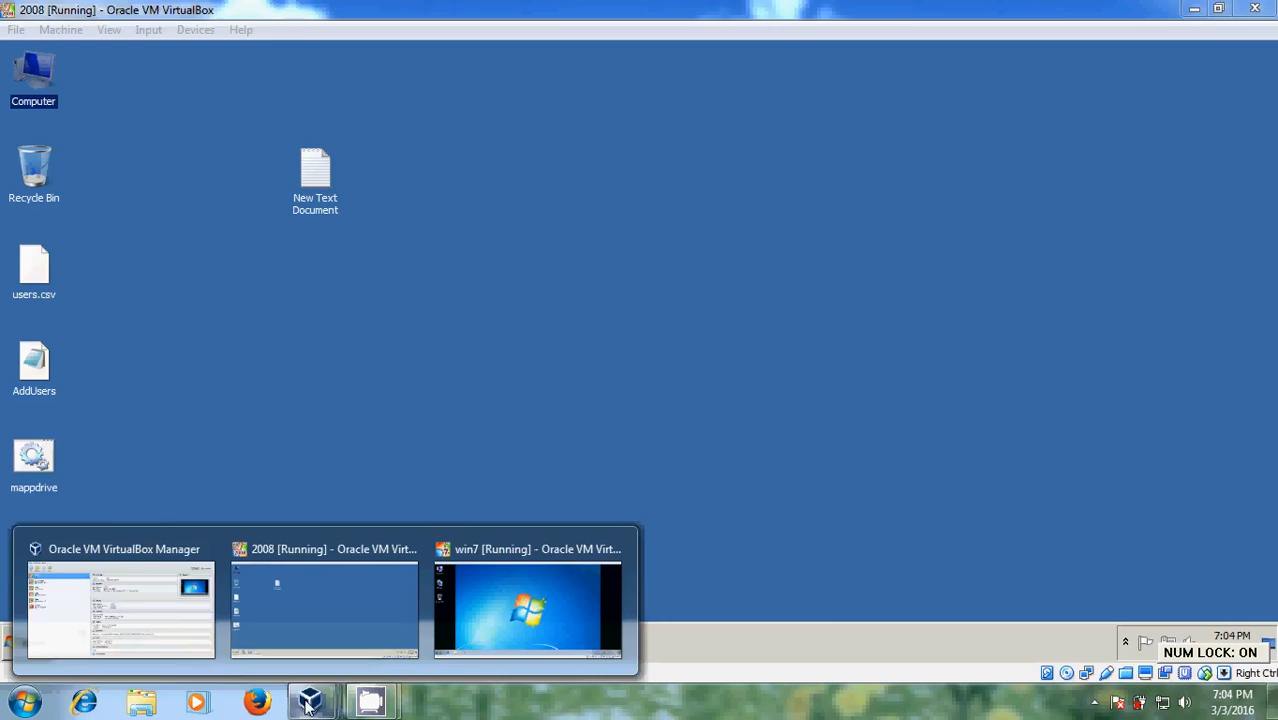 2008 [Running] - Oracle VM VirtualBox
File Machine View Input Devices Help
Computer
Recycle Bin
New Text
Document
users.csv
AddUsers
mappdrive
Oracle VM VirtualBox Manager
2008 [Running] - Oracle VM Virt...
win7 [Running] - Oracle VM Virt...
7:04 PM
NUM LOCK: ON
Right Ctrl
7:04 PM
3/3/2016